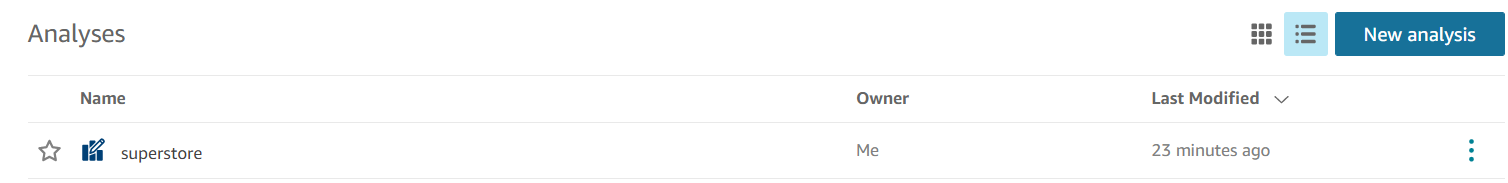 Analyses
New analysis
Name Owner Last Modified
superstore Me 23 minutes ago